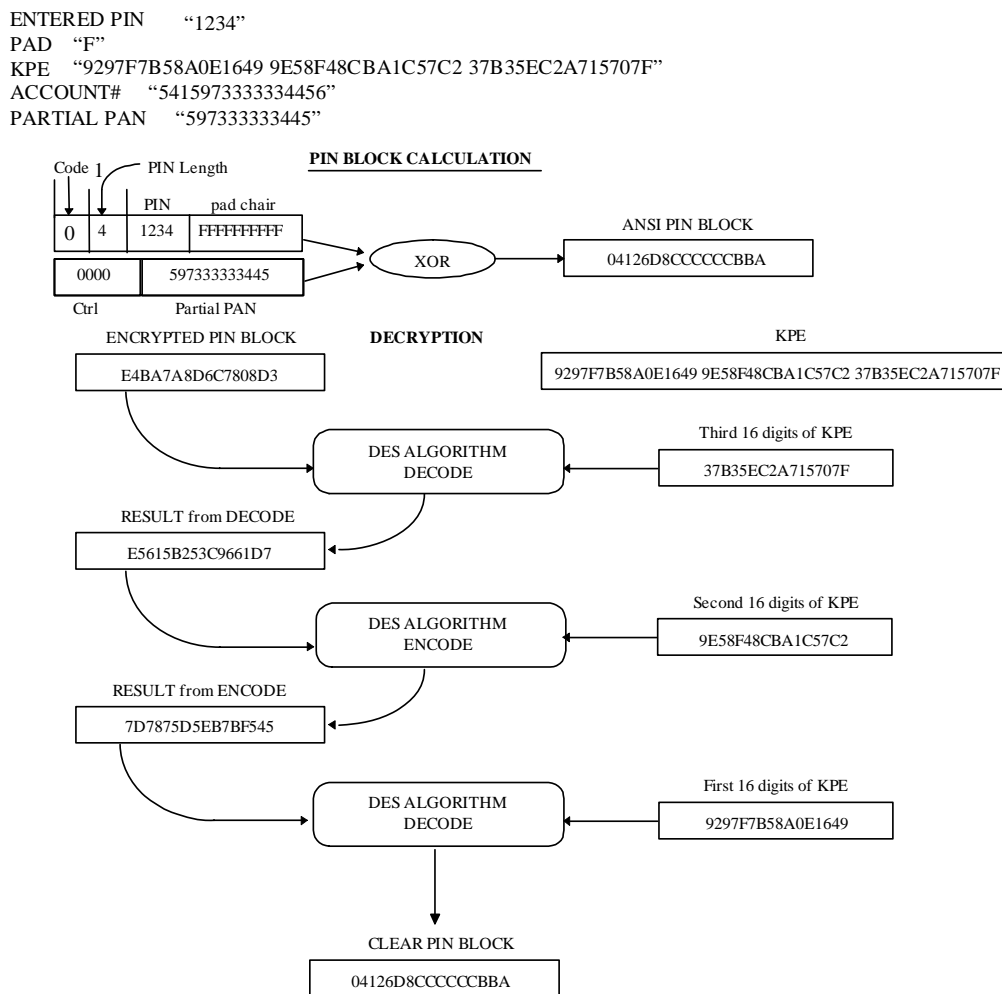 ENTERED PIN “1234”
PAD “F”
KPE “9297F7B58A0E1649 9E58F48CBA1C57C2 37B35EC2A715707F”
ACCOUNT# “5415973333334456”
PARTIAL PAN “597333333445”
PIN BLOCK CALCULATION
Code 1 PIN Length
PIN pad chair
0 4 1234 FFFFFFFFFF
0000 597333333445
Ctrl Partial PAN
XOR
ANSI PIN BLOCK
04126D8CCCCCCBBA
ENCRYPTED PIN BLOCK
DECRYPTION
KPE
E4BA7A8D6C7808D3
9297F7B58A0E1649 9E58F48CBA1C57C2 37B35EC2A715707F
DES ALGORITHM
DECODE
Third 16 digits of KPE
37B35EC2A715707F
RESULT from DECODE
E5615B253C9661D7
DES ALGORITHM
ENCODE
Second 16 digits of KPE
9E58F48CBA1C57C2
RESULT from ENCODE
7D7875D5EB7BF545
DES ALGORITHM
DECODE
First 16 digits of KPE
9297F7B58A0E1649
CLEAR PIN BLOCK
04126D8CCCCCCBBA